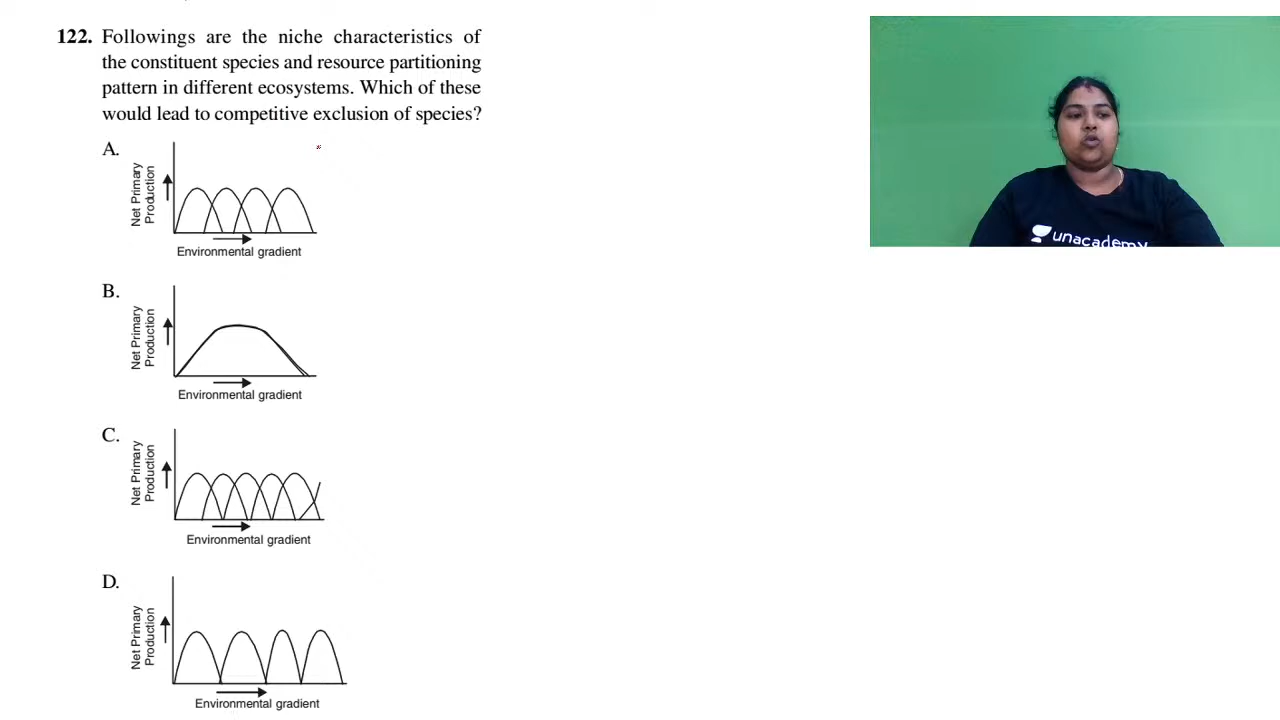 122. Followings are the niche characteristics of
the constituent species and resource partitioning
pattern in different ecosystems. Which of these
would lead to competitive exclusion of species?
A.
Net Primary
Production
Environmental gradient
B.
Net Primary
Production
Environmental gradient
C.
Net Primary
Production
Environmental gradient
D.
Net Primary
Production
Environmental gradient
unacademy